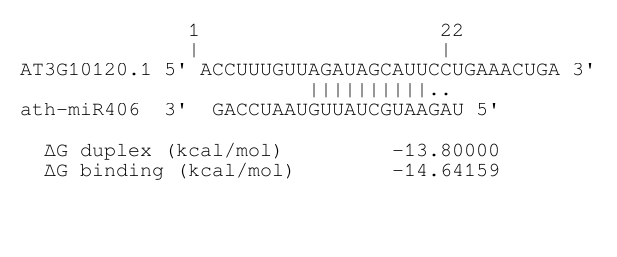 1 22
| |
AT3G10120.1 5' ACCUUUGUUAGAUAGCAUUCCUGAAACUGA 3'
||||||||||..
ath-miR406 3' GACCUAAUGUUAUCGUAAGAU 5'
ΔG duplex (kcal/mol) -13.80000
ΔG binding (kcal/mol) -14.64159